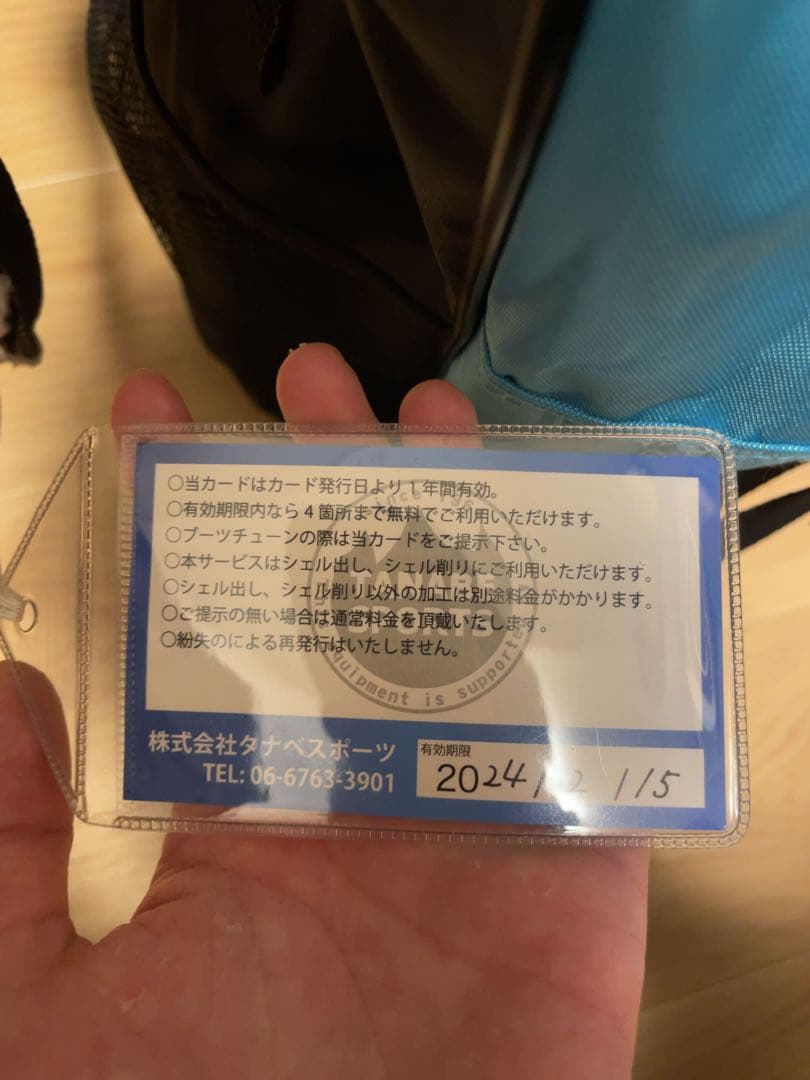 ○当カードはカード発行日より1年間有効。
○有効期限内なら4箇所まで無料でご利用いただけます。
○ブーツチューンの際は当カードをご提示下さい。
○本サービスはシェル出し、シェル削りにご利用いただけます。
○シェル出し、シェル削り以外の加工は別途料金がかかります。
○ご提示の無い場合は通常料金を頂戴いたします。
○紛失のによる再発行はいたしません。
since
TANABE
SPORTS
equipment is supporter
株式会社タナベスポーツ
TEL: 06-6763-3901
有効期限
2024 / 2 / 15